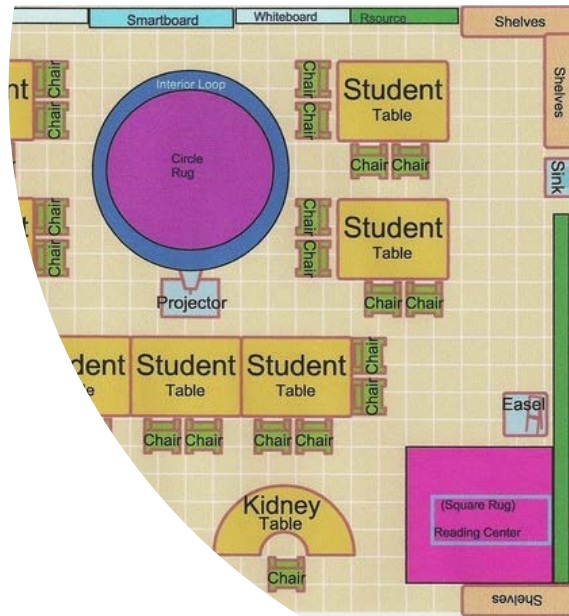 Smartboard
Whiteboard
Rsource
Shelves
Shelves
Sink
Interior Loop
Circle
Rug
Projector
Chair
Chair
Chair
Chair
Student
Table
Chair
Chair
Chair
Chair
Chair
Chair
Chair
Chair
Student
Table
Chair
Chair
Student
Table
Student
Table
Chair
Chair
Chair
Chair
Chair
Chair
Easel
(Square Rug)
Reading Center
Kidney
Table
Chair
Shelves